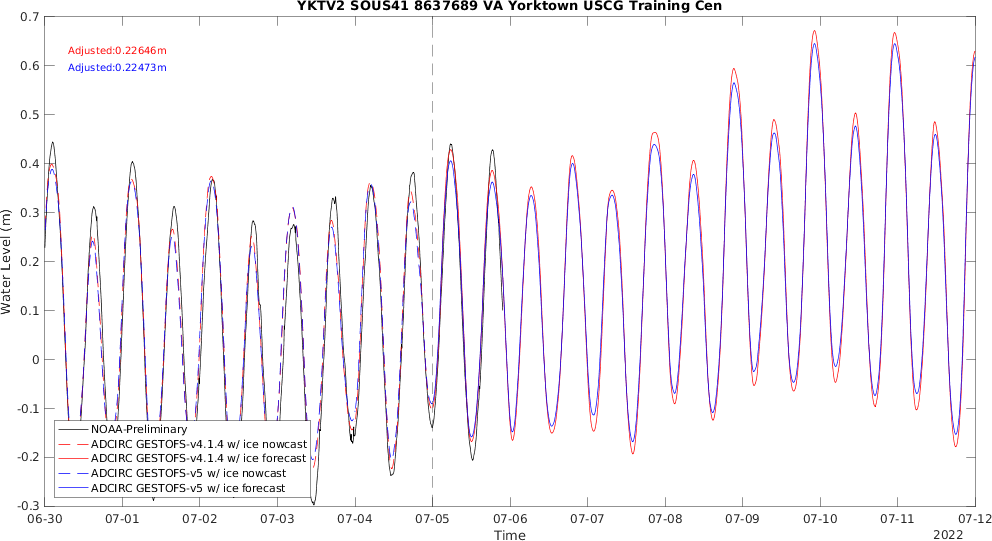 YKTV2 SOUS41 8637689 VA Yorktown USCG Training Cen
Adjusted:0.22646m
Adjusted:0.22473m
Water Level (m)
0.7
0.6
0.5
0.4
0.3
0.2
0.1
0
-0.1
-0.2
-0.3
NOAA-Preliminary
ADCIRC GESTOFS-v4.1.4 w/ ice nowcast
ADCIRC GESTOFS-v4.1.4 w/ ice forecast
ADCIRC GESTOFS-v5 w/ ice nowcast
ADCIRC GESTOFS-v5 w/ ice forecast
06-30 07-01 07-02 07-03 07-04 07-05 07-06 07-07 07-08 07-09 07-10 07-11 07-12
Time
2022